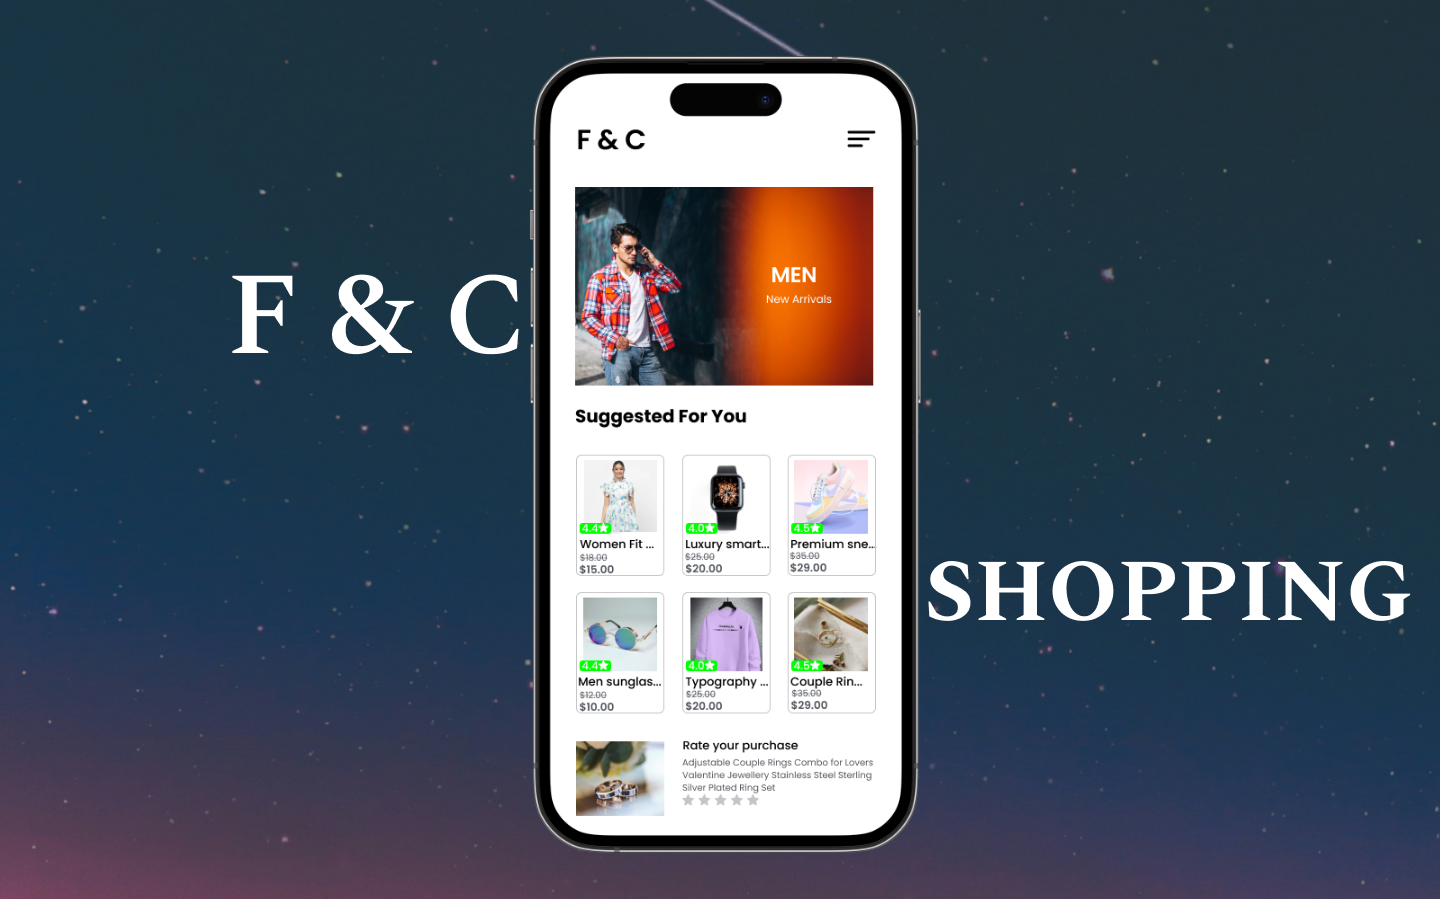 F & C
SHOPPING
F & C
MEN
New Arrivals
Suggested For You
4.4★
Women Fit ...
$18.00
$15.00
4.0★
Luxury smart...
$25.00
$20.00
4.5★
Premium sne...
$35.00
$29.00
4.4★
Men sunglas...
$12.00
$10.00
4.0★
Typography ...
$25.00
$20.00
4.5★
Couple Rin...
$35.00
$29.00
Rate your purchase
Adjustable Couple Rings Combo for Lovers
Valentine Jewellery Stainless Steel Sterling
Silver Plated Ring Set